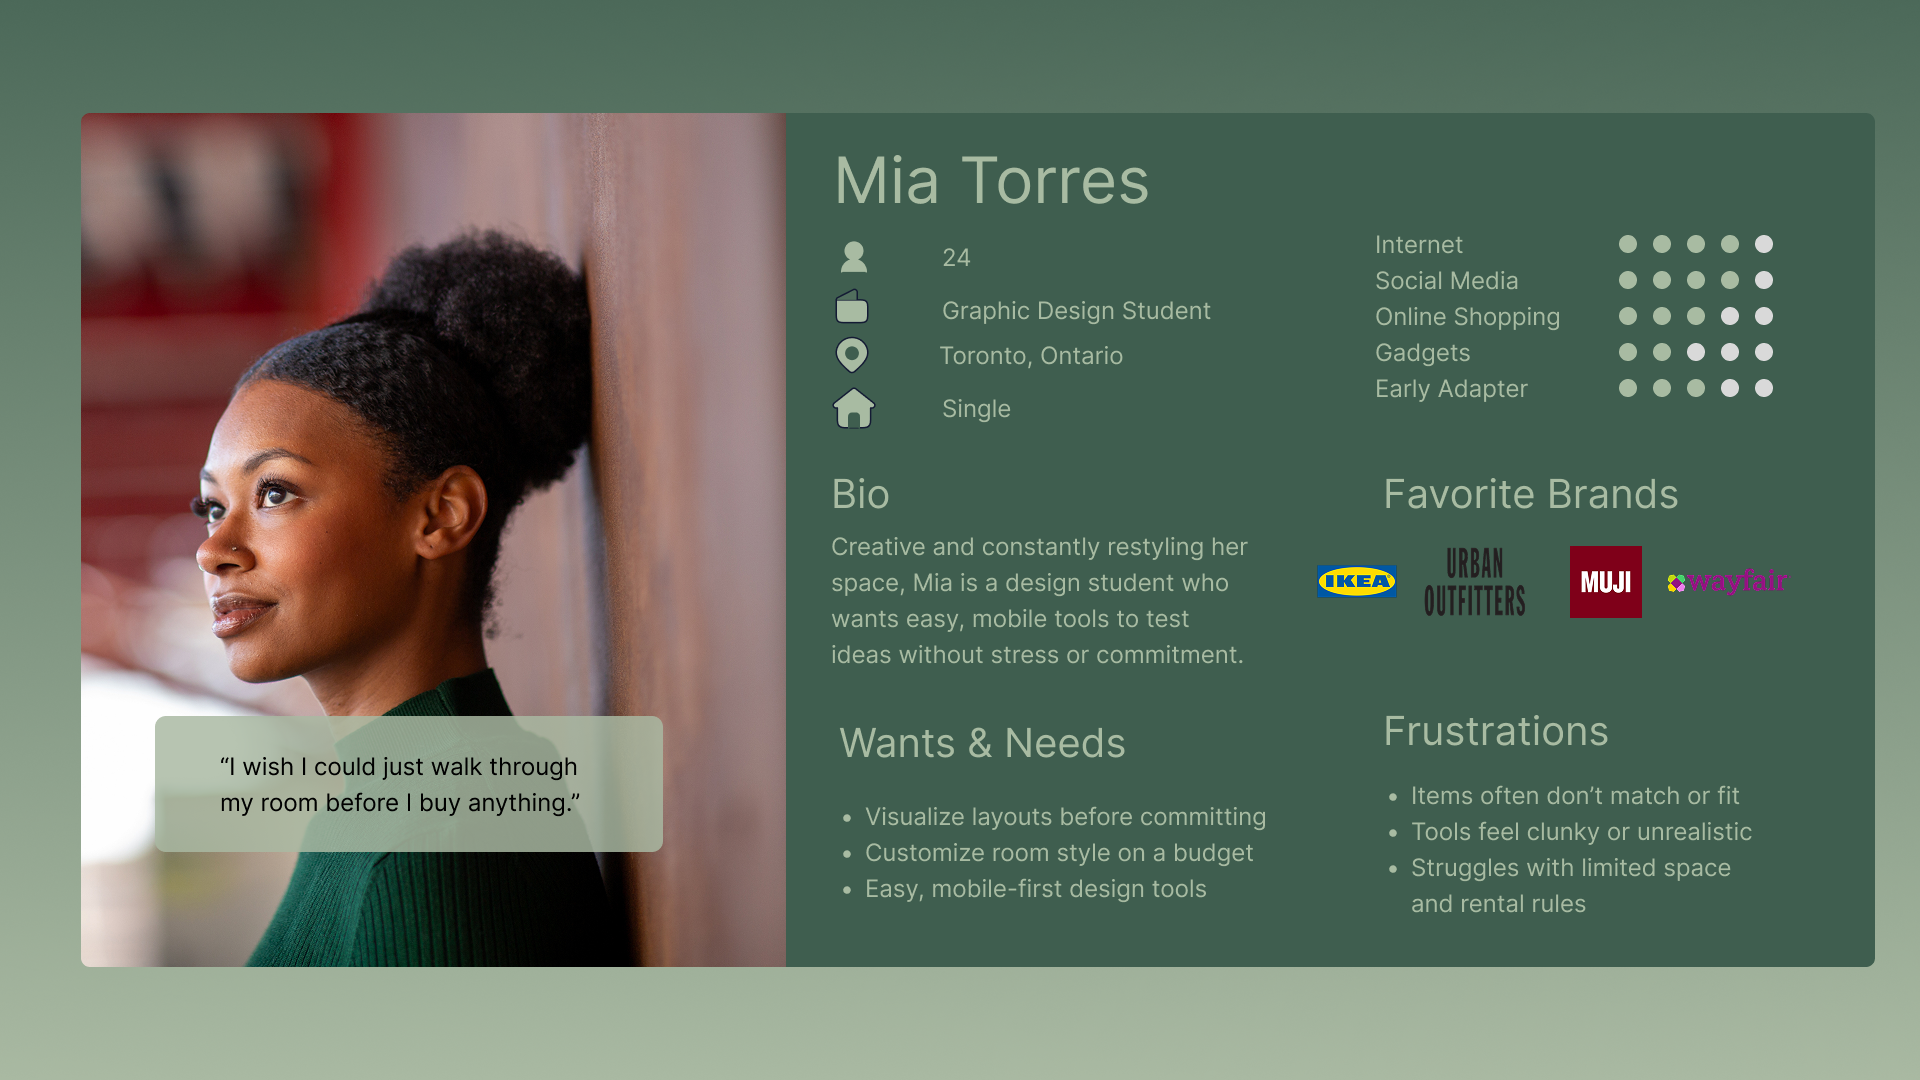 Mia Torres
24
Graphic Design Student
Toronto, Ontario
Single
Internet
Social Media
Online Shopping
Gadgets
Early Adapter
Bio
Creative and constantly restyling her
space, Mia is a design student who
wants easy, mobile tools to test
ideas without stress or commitment.
Favorite Brands
IKEA
URBAN
OUTFITTERS
MUJI
wayfair
“I wish I could just walk through
my room before I buy anything.”
Wants & Needs
• Visualize layouts before committing
• Customize room style on a budget
• Easy, mobile-first design tools
Frustrations
• Items often don’t match or fit
• Tools feel clunky or unrealistic
• Struggles with limited space
and rental rules